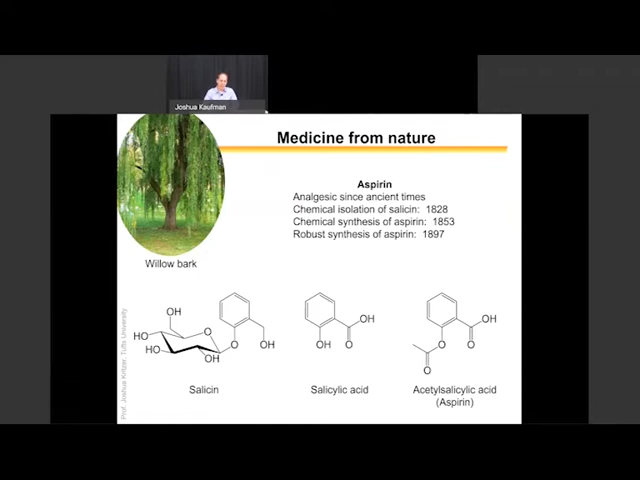 Joshua Kaufman
Medicine from nature
Aspirin
Analgesic since ancient times
Chemical isolation of salicin: 1828
Chemical synthesis of aspirin: 1853
Robust synthesis of aspirin: 1897
Willow bark
OH
HO
HO
OH
O
O
OH
Salicin
OH
OH
O
Salicylic acid
OH
O
O
O
Acetylsalicylic acid
(Aspirin)
Prof. Joshua Kritzer, Tufts University